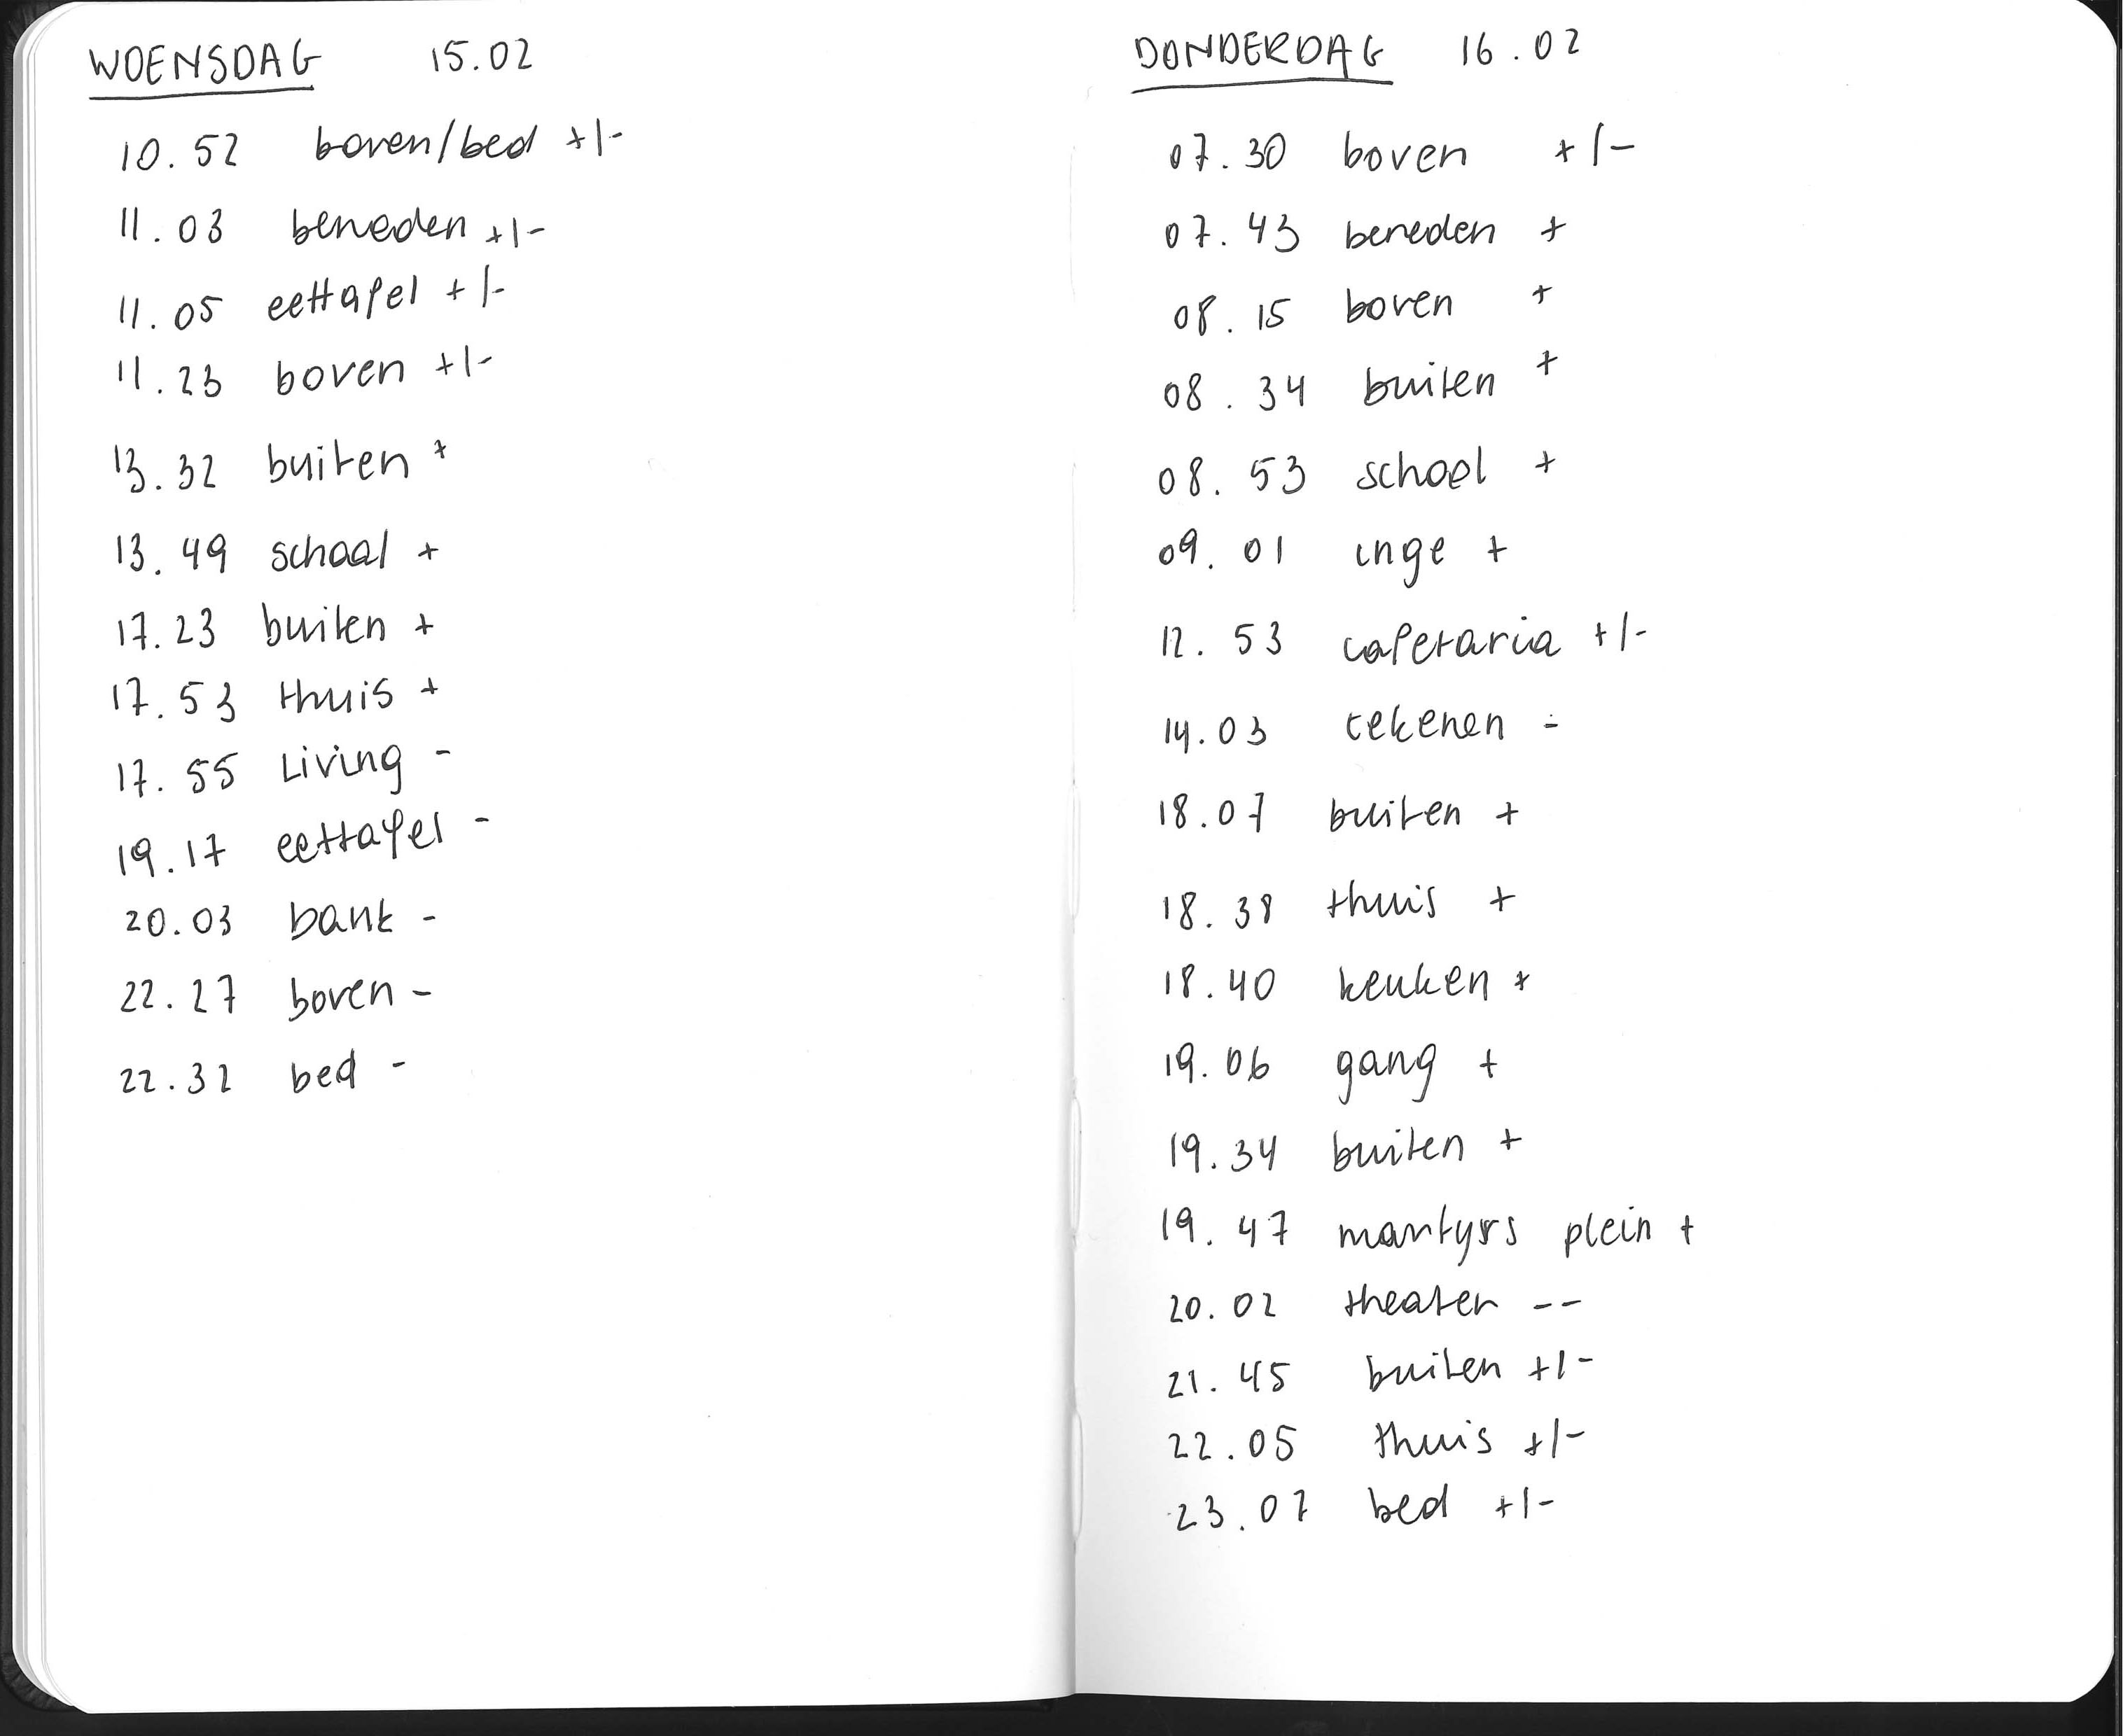 WOENSDAG 15.02
10.52 boven/bed +/-
11.03 beneden +/-
11.05 eettafel +/-
11.23 boven +/-
13.32 buiten +
13.49 school +
17.23 buiten +
17.53 thuis +
17.55 Living -
19.17 eettafel -
20.03 bank -
22.27 boven -
22.32 bed -
DONDERDAG 16.02
07.30 boven +/-
07.43 beneden +
08.15 boven +
08.34 buiten +
08.53 school +
09.01 inge +
12.53 cafetaria +/-
14.03 tekenen -
18.07 buiten +
18.38 thuis +
18.40 keuken +
19.06 gang +
19.34 buiten +
19.47 martyrs plein +
20.02 theater --
21.45 buiten +/-
22.05 thuis +/-
23.07 bed +/-